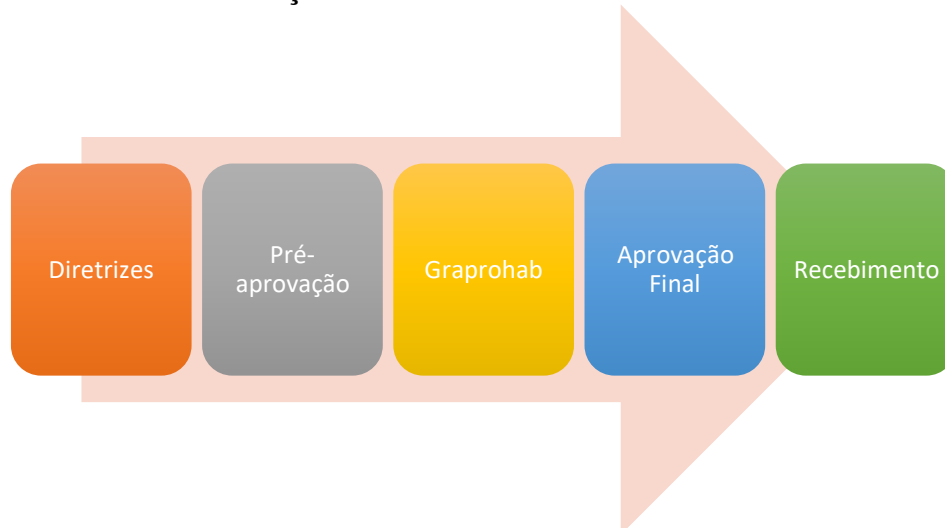 Diretrizes
Pré-
aprovação
Graprohab
Aprovação
Final
Recebimento